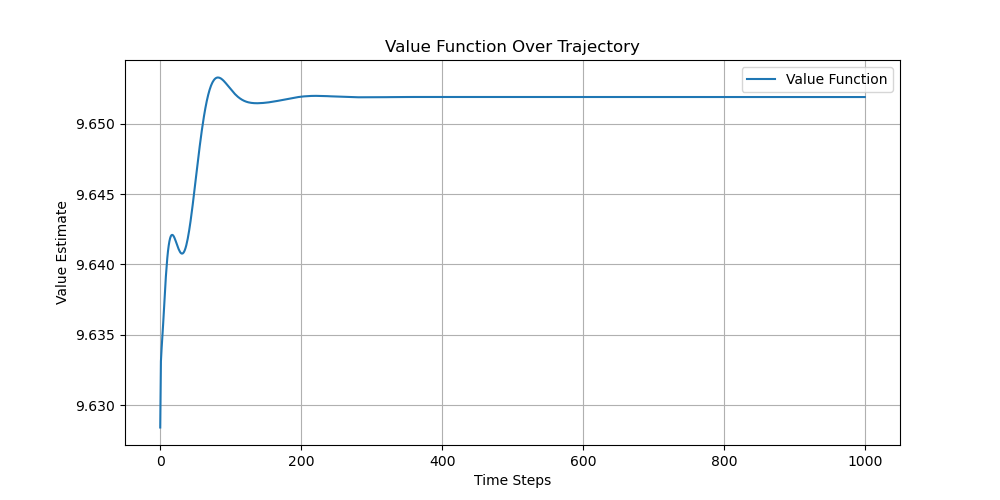 Value Function Over Trajectory
Value Function
9.650
9.645
9.640
9.635
9.630
Value Estimate
0 200 400 600 800 1000
Time Steps